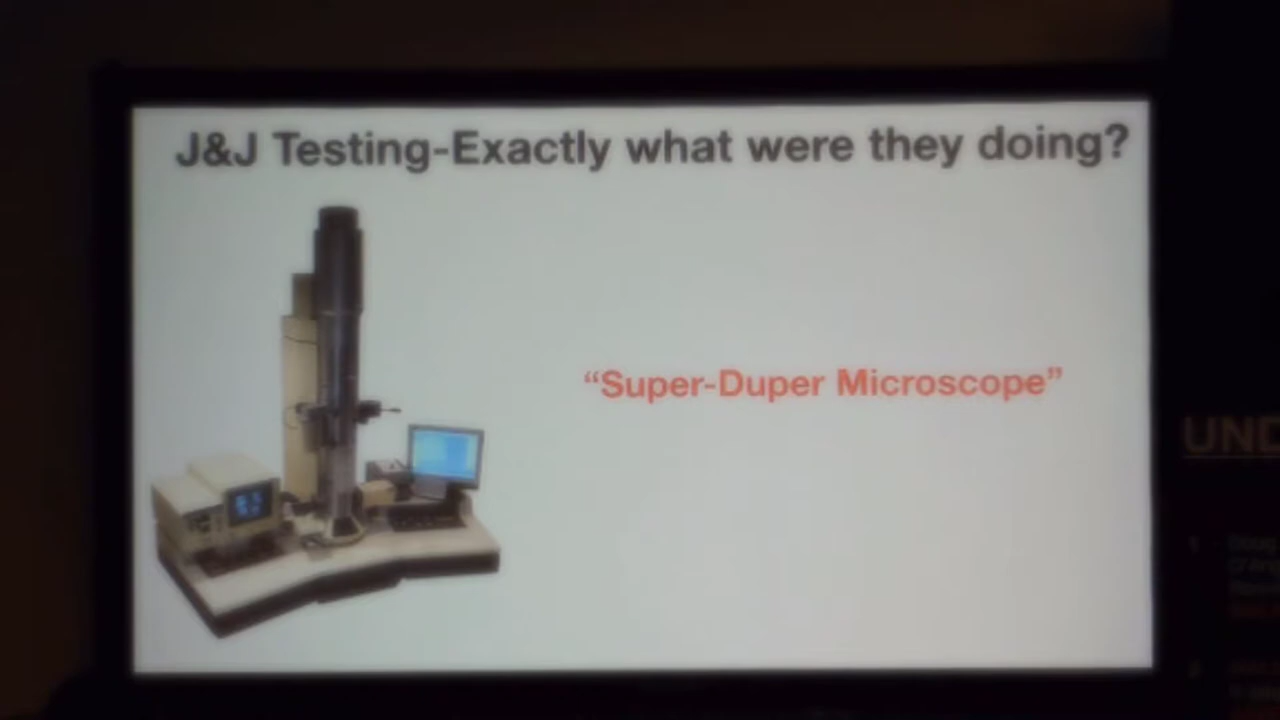 J&J Testing-Exactly what were they doing?
“Super-Duper Microscope”